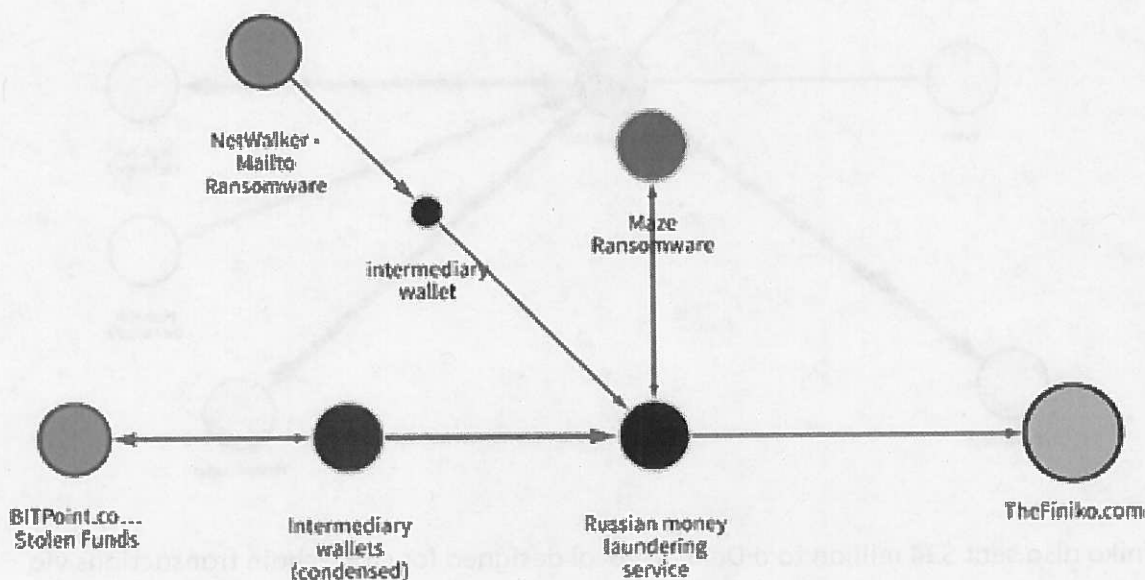 NetWalker -
Mailto
Ransomware
Maze
Ransomware
intermediary
wallet
BITPoint.co...
Stolen Funds
Intermediary
wallets
(condensed)
Russian money
laundering
service
TheFiniko.com